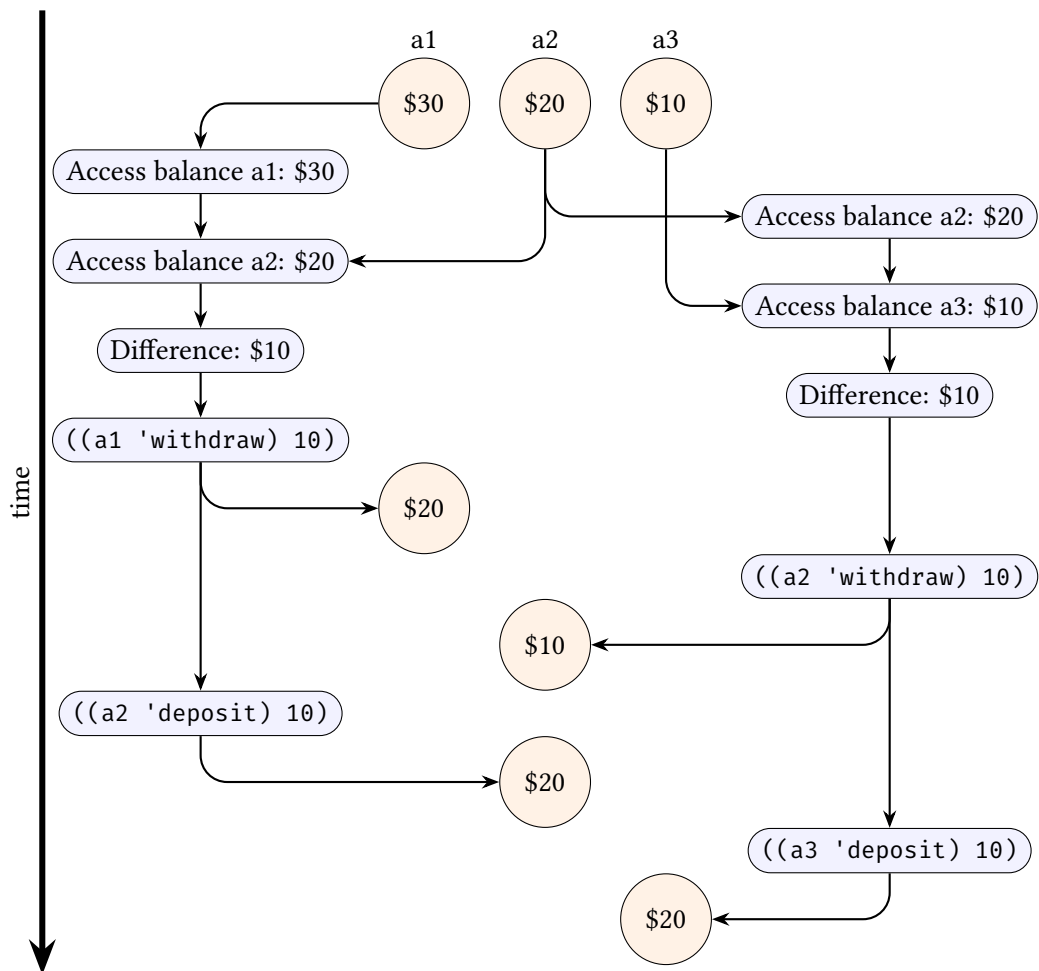 a1
a2
a3
$30
$20
$10
Access balance a1: $30
Access balance a2: $20
Access balance a2: $20
Access balance a3: $10
Difference: $10
Difference: $10
((a1 'withdraw) 10)
time
$20
((a2 'withdraw) 10)
$10
((a2 'deposit) 10)
$20
((a3 'deposit) 10)
$20